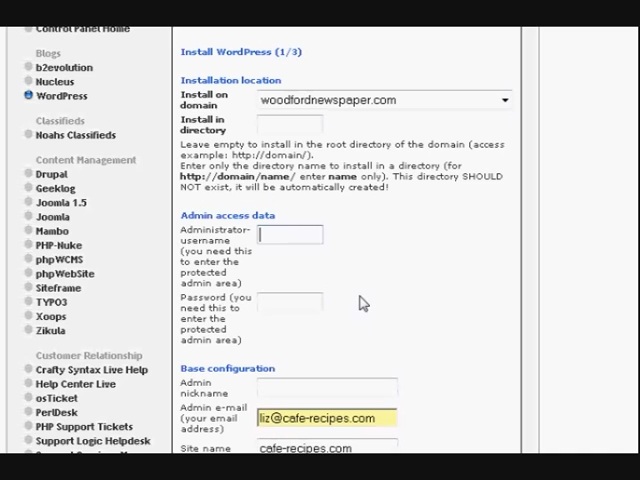 Control Panel Home
Blogs
b2evolution
Nucleus
WordPress
Classifieds
Noahs Classifieds
Content Management
Drupal
Geeklog
Joomla 1.5
Joomla
Mambo
PHP-Nuke
phpWCMS
phpWebSite
Siteframe
TYPO3
Xoops
Zikula
Customer Relationship
Crafty Syntax Live Help
Help Center Live
osTicket
PerlDesk
PHP Support Tickets
Support Logic Helpdesk
Install WordPress (1/3)
Installation location
Install on
domain
woodfordnewspaper.com
Install in
directory
Leave empty to install in the root directory of the domain (access
example: http://domain/).
Enter only the directory name to install in a directory (for
http://domain/name/ enter name only). This directory SHOULD
NOT exist, it will be automatically created!
Admin access data
Administrator-
username
(you need this
to enter the
protected
admin area)
Password (you
need this to
enter the
protected
admin area)
Base configuration
Admin
nickname
Admin e-mail
(your email
address)
liz@cafe-recipes.com
Site name
cafe-recipes.com